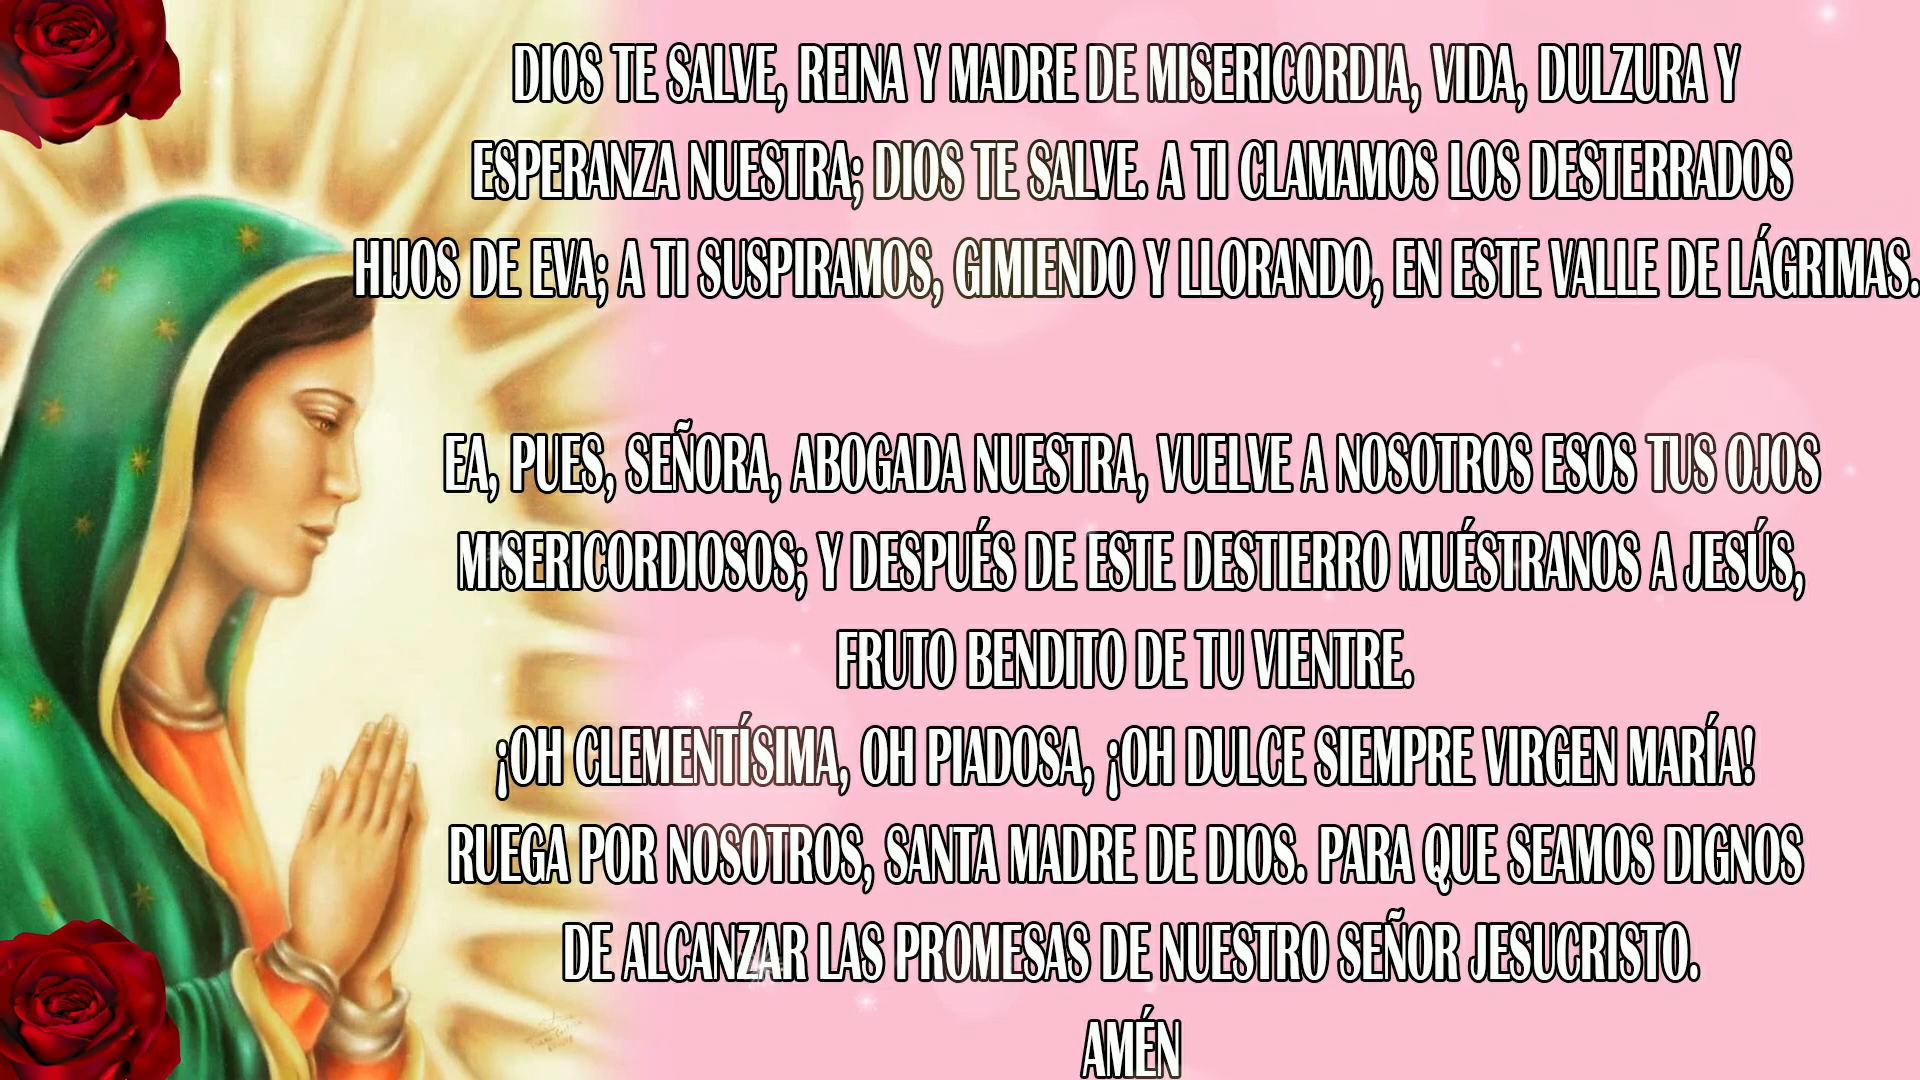 DIOS TE SALVE, REINA Y MADRE DE MISERICORDIA, VIDA, DULZURA Y
ESPERANZA NUESTRA; DIOS TE SALVE. A TI CLAMAMOS LOS DESTERRADOS
HIJOS DE EVA; A TI SUSPIRAMOS, GIMIENDO Y LLORANDO, EN ESTE VALLE DE LÁGRIMAS.
EA, PUES, SEÑORA, ABOGADA NUESTRA, VUELVE A NOSOTROS ESOS TUS OJOS
MISERICORDIOSOS; Y DESPUÉS DE ESTE DESTIERRO MUÉSTRANOS A JESÚS,
FRUTO BENDITO DE TU VIENTRE.
¡OH CLEMENTÍSIMA, OH PIADOSA, ¡OH DULCE SIEMPRE VIRGEN MARÍA!
RUEGA POR NOSOTROS, SANTA MADRE DE DIOS. PARA QUE SEAMOS DIGNOS
DE ALCANZAR LAS PROMESAS DE NUESTRO SEÑOR JESUCRISTO.
AMÉN